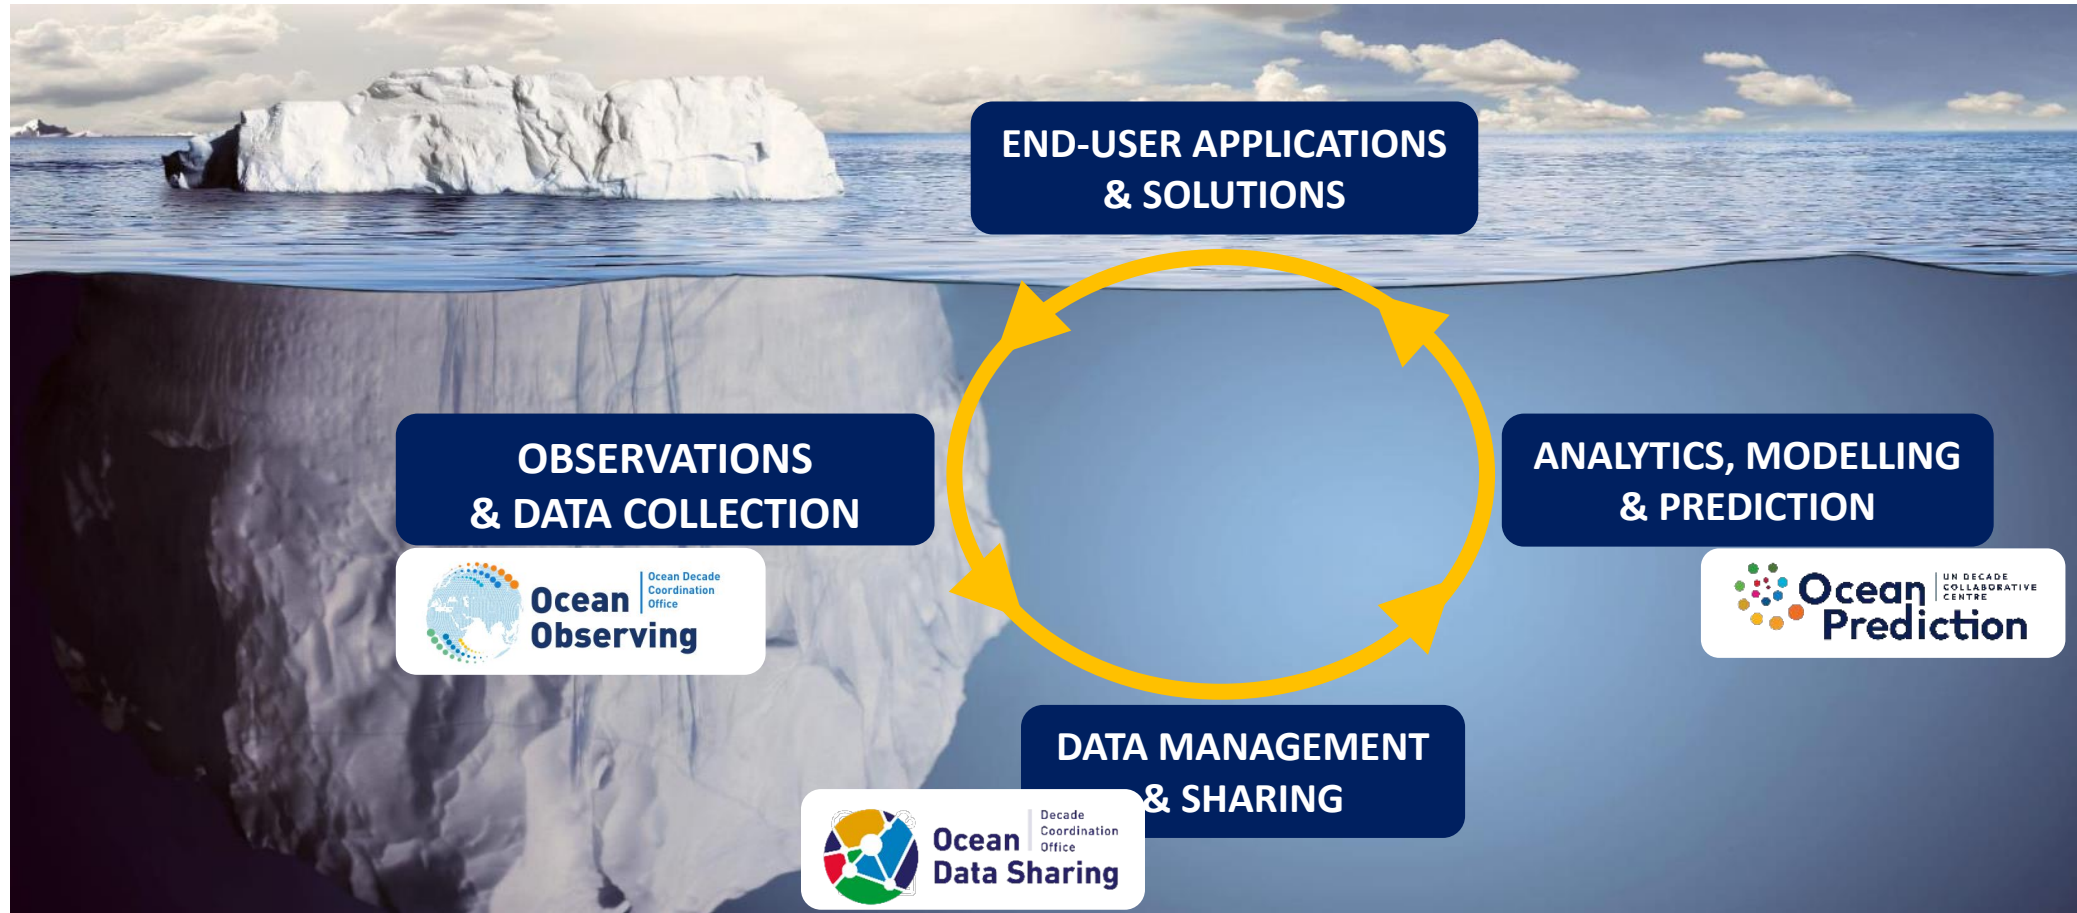 END-USER APPLICATIONS
& SOLUTIONS
OBSERVATIONS
& DATA COLLECTION
Ocean
Observing
Ocean Decade
Coordination
Office
ANALYTICS, MODELLING
& PREDICTION
Ocean
Prediction
UN DECADE
COLLABORATIVE
CENTRE
DATA MANAGEMENT
& SHARING
Ocean
Data Sharing
Decade
Coordination
Office